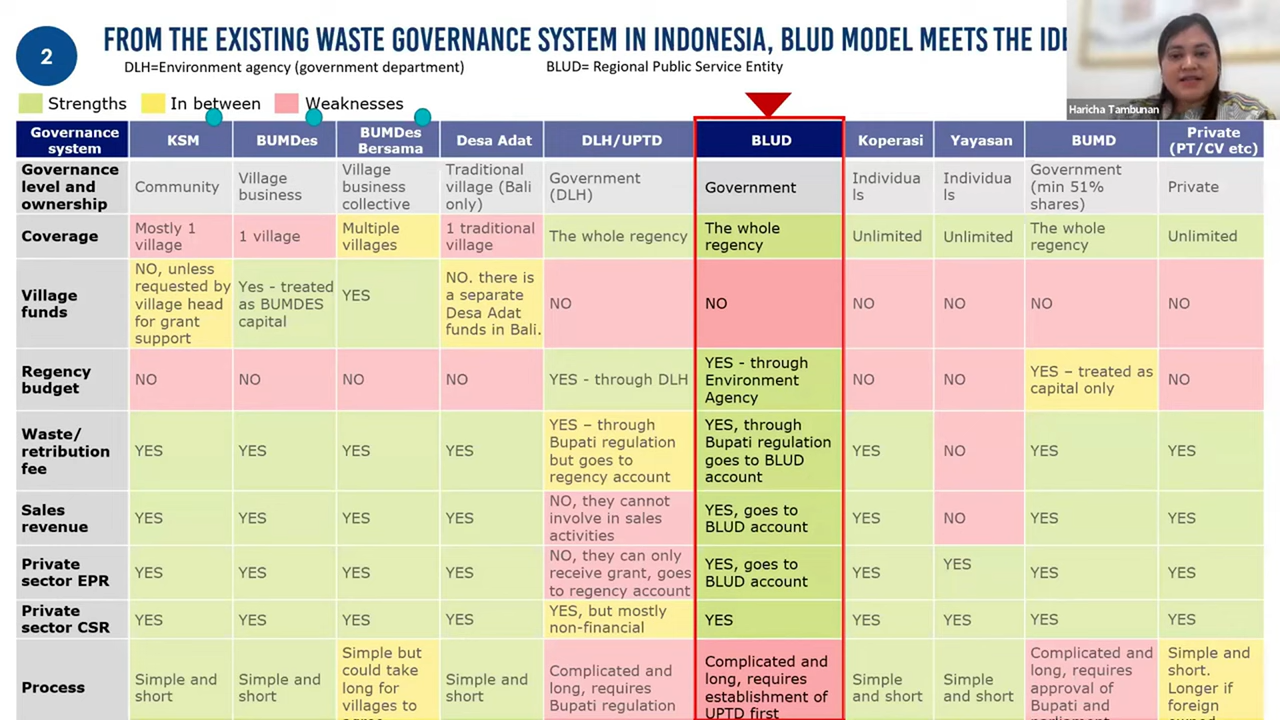 2
FROM THE EXISTING WASTE GOVERNANCE SYSTEM IN INDONESIA, BLUD MODEL MEETS THE
DLH=Environment agency (government department)
BLUD= Regional Public Service Entity
Haricha Tambunan
Strengths
In between
Weaknesses
Governance system
KSM
BUMDes
BUMDes Bersama
Desa Adat
DLH/UPTD
BLUD
Koperasi
Yayasan
BUMD
Private (PT/CV etc)
Governance level and ownership
Community
Village business
Village business collective
Traditional village (Bali only)
Government (DLH)
Government
Individua
ls
Individua
ls
Government (min 51% shares)
Private
Coverage
Mostly 1 village
1 village
Multiple villages
1 traditional village
The whole regency
The whole regency
Unlimited
Unlimited
The whole regency
Unlimited
Village funds
NO, unless requested by village head for grant support
Yes - treated as BUMDES capital
YES
NO. there is a separate Desa Adat funds in Bali.
NO
NO
NO
NO
NO
NO
Regency budget
NO
NO
NO
NO
YES - through DLH
YES - through Environment Agency
NO
NO
YES – treated as capital only
NO
Waste/ retribution fee
YES
YES
YES
YES
YES – through Bupati regulation but goes to regency account
YES, through Bupati regulation goes to BLUD account
YES
NO
YES
YES
Sales revenue
YES
YES
YES
YES
NO, they cannot involve in sales activities
YES, goes to BLUD account
YES
NO
YES
YES
Private sector EPR
YES
YES
YES
YES
NO, they can only receive grant, goes to regency account
YES, goes to BLUD account
YES
YES
YES
YES
Private sector CSR
YES
YES
YES
YES
YES, but mostly non-financial
YES
YES
YES
YES
YES
Process
Simple and short
Simple and short
Simple but could take long for villages to
Simple and short
Complicated and long, requires Bupati regulation
Complicated and long, requires establishment of UPTD first
Simple and short
Simple and short
Complicated and long, requires approval of Bupati and
Simple and short. Longer if foreign